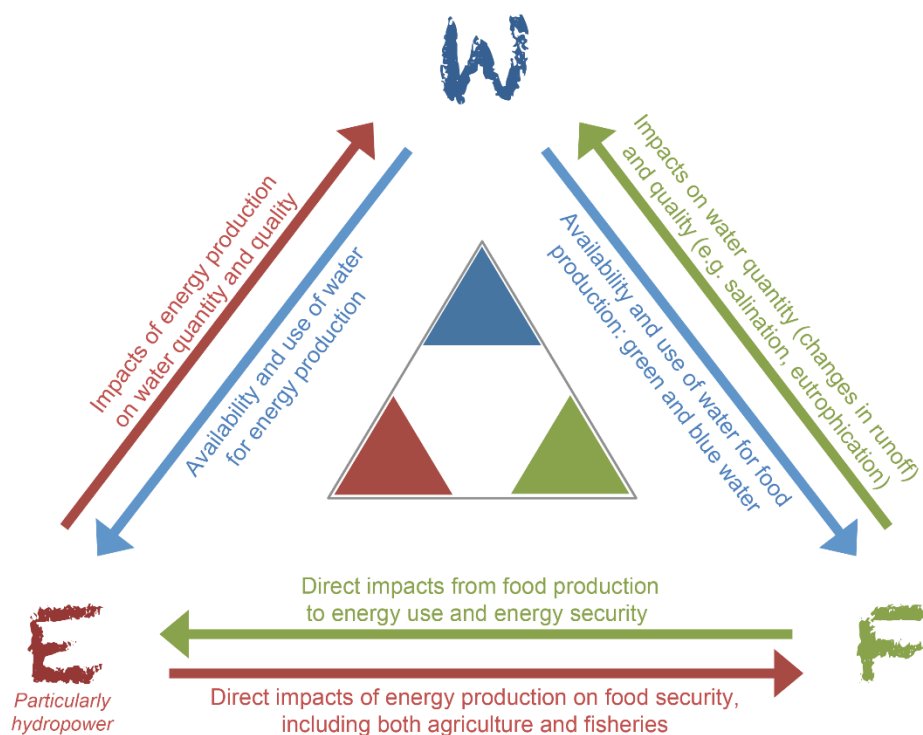 W
Impacts of energy production
on water quantity and quality
Availability and use of water
for energy production
Availability and use of water for food
production: green and blue water
Impacts on water quantity (changes in runoff)
and quality (e.g. salination, eutrophication)
Direct impacts from food production
to energy use and energy security
E
Particularly
hydropower
F
Direct impacts of energy production on food security,
including both agriculture and fisheries